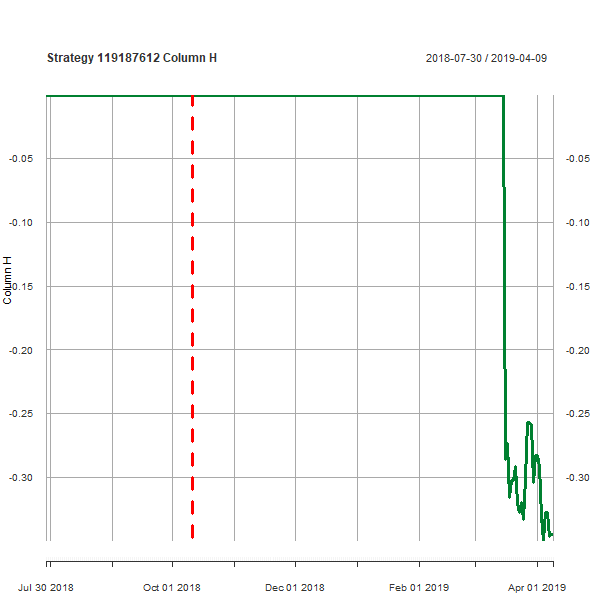 Strategy 119187612 Column H
2018-07-30 / 2019-04-09
-0.05
-0.10
-0.15
-0.20
-0.25
-0.30
Column H
-0.05
-0.10
-0.15
-0.20
-0.25
-0.30
Jul 30 2018
Oct 01 2018
Dec 01 2018
Feb 01 2019
Apr 01 2019